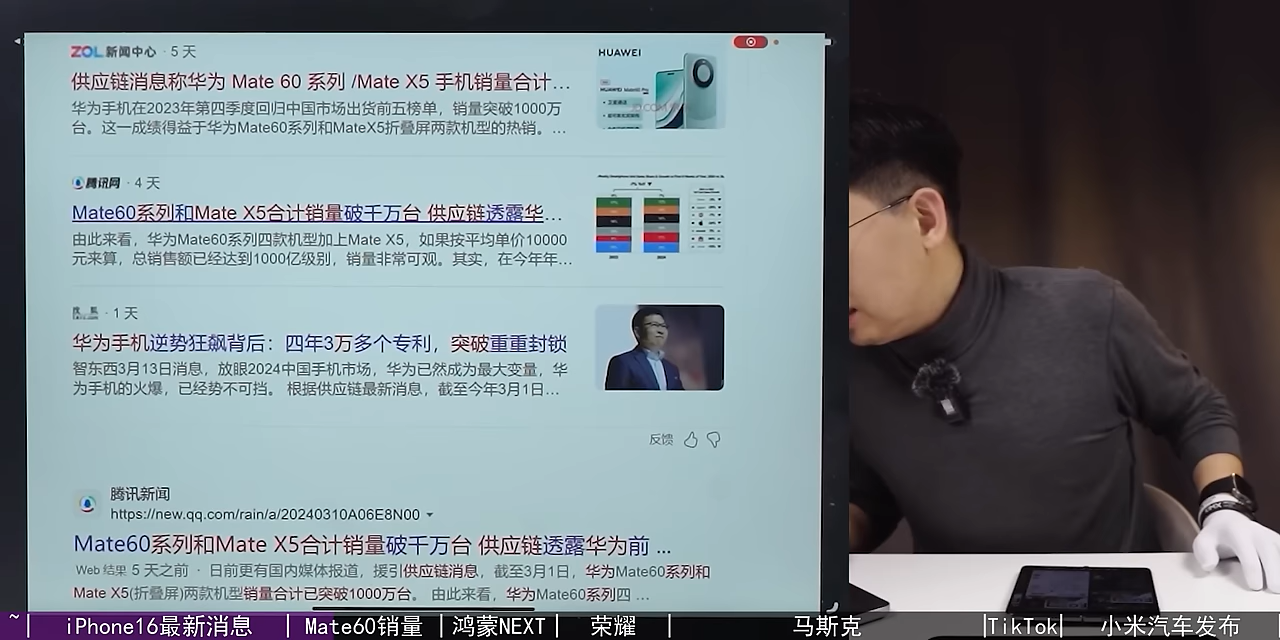 ZOL 新闻中心 · 5 天
供应链消息称华为 Mate 60 系列 /Mate X5 手机销量合计…
华为手机在2023年第四季度回归中国市场出货前五榜单，销量突破1000万
台。这一成绩得益于华为Mate60系列和MateX5折叠屏两款机型的热销。…
HUAWEI
腾讯网 · 4 天
Mate60系列和Mate X5合计销量破千万台 供应链透露华…
由此来看，华为Mate60系列四款机型加上Mate X5，如果按平均单价10000
元来算，总销售额已经达到1000亿级别，销量非常可观。其实，在今年年…
搜狐 · 1 天
华为手机逆势狂飙背后：四年3万多个专利，突破重重封锁
智东西3月13日消息，放眼2024中国手机市场，华为已然成为最大变量，华
为手机的火爆，已经势不可挡。 根据供应链最新消息，截至今年3月1日…
反馈
腾讯新闻
https://new.qq.com/rain/a/20240310A06E8N00
Mate60系列和Mate X5合计销量破千万台 供应链透露华为前 ...
Web 结果 5 天之前 · 日前更有国内媒体报道，援引供应链消息，截至3月1日，华为Mate60系列和
Mate X5(折叠屏)两款机型销量合计已突破1000万台。 由此来看，华为Mate60系列四 ...
~| iPhone16最新消息 | Mate60销量 |鸿蒙NEXT| 荣耀 | 马斯克 |TikTok| 小米汽车发布